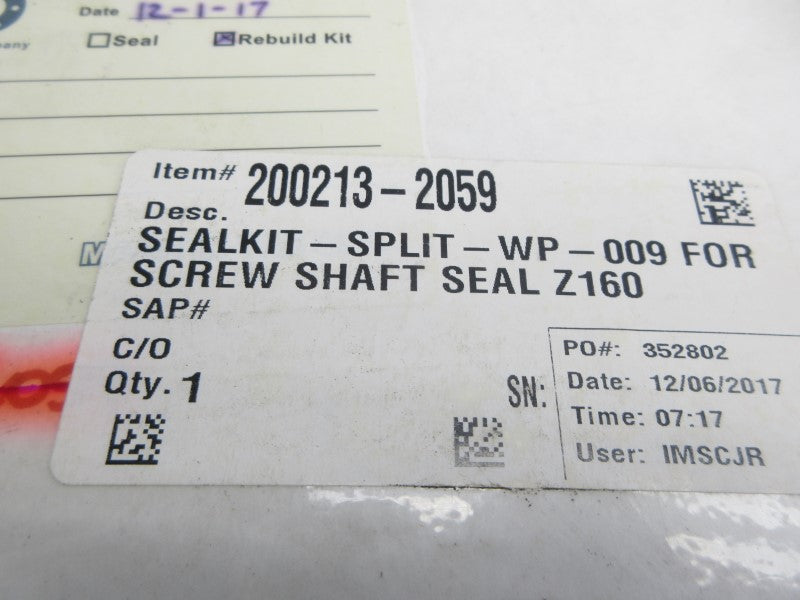 Date 12-1-17
Seal Rebuild Kit
Item# 200213-2059
Desc.
SEALKIT-SPLIT-WP-009 FOR
SCREW SHAFT SEAL Z160
SAP#
C/O
Qty. 1
SN:
PO#: 352802
Date: 12/06/2017
Time: 07:17
User: IMSCJR